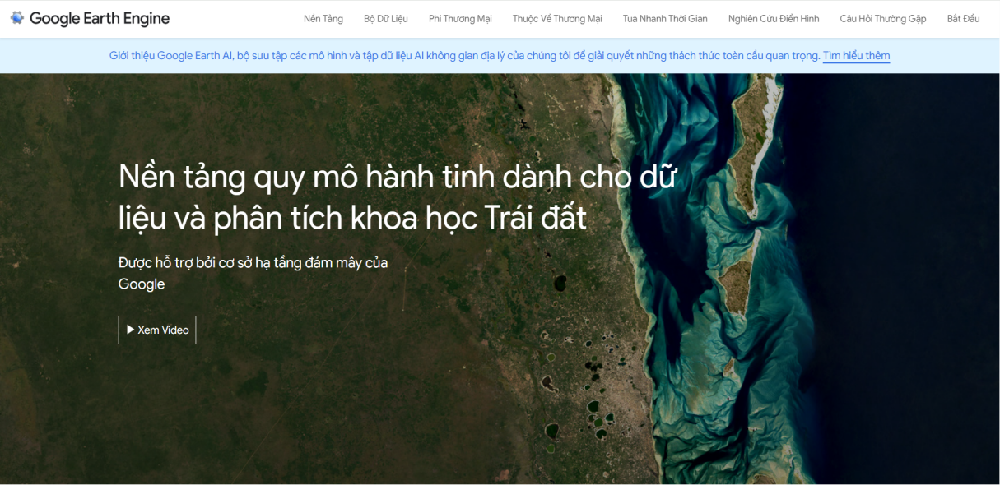 Google Earth Engine
Nền Tảng Bộ Dữ Liệu Phi Thương Mại Thuộc Về Thương Mại Tua Nhanh Thời Gian Nghiên Cứu Điển Hình Câu Hỏi Thường Gặp Bắt Đầu
Giới thiệu Google Earth AI, bộ sưu tập các mô hình và tập dữ liệu AI không gian địa lý của chúng tôi để giải quyết những thách thức toàn cầu quan trọng. Tìm hiểu thêm
Nền tảng quy mô hành tinh dành cho dữ
liệu và phân tích khoa học Trái đất
Được hỗ trợ bởi cơ sở hạ tầng đám mây của
Google
Xem Video